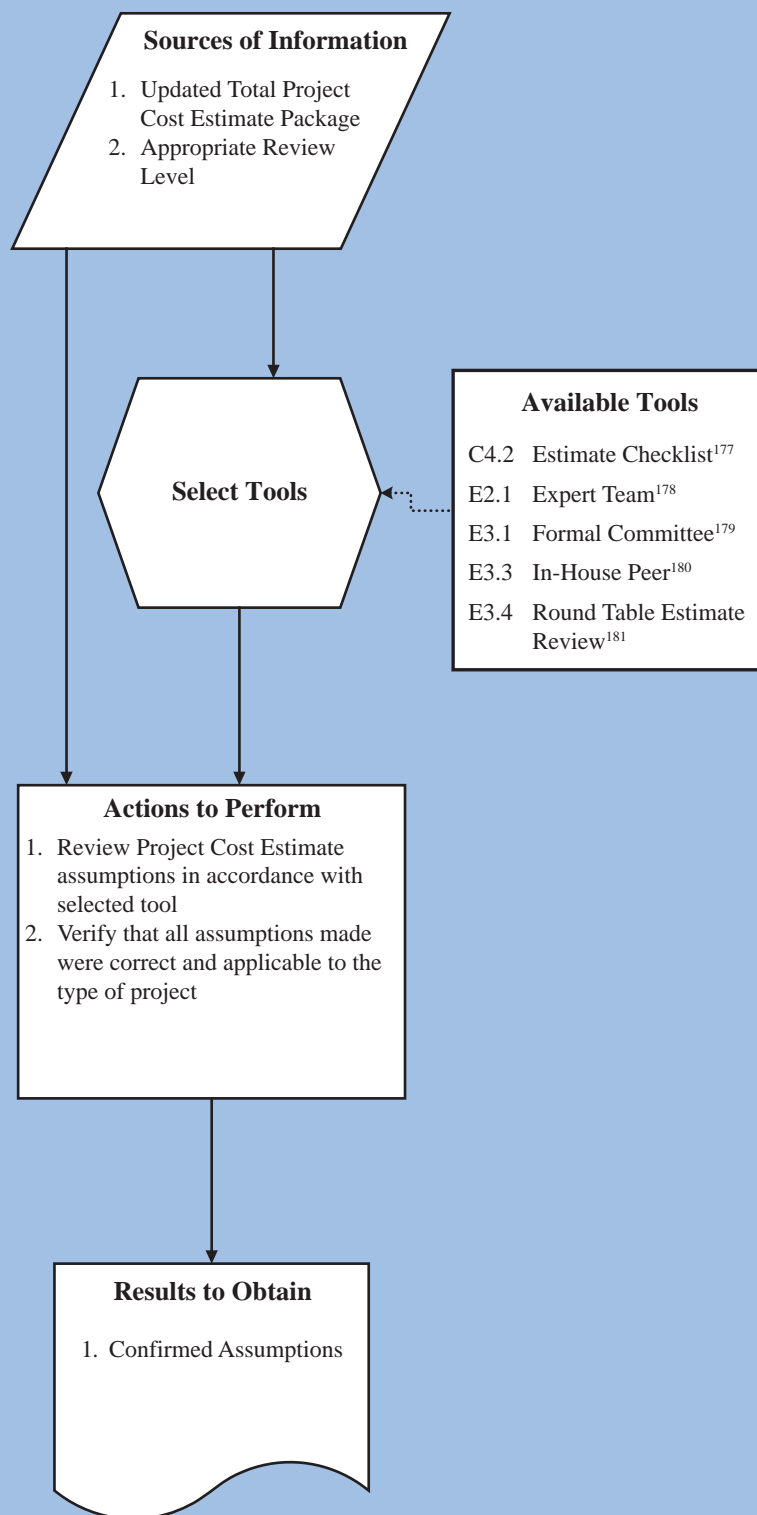 Sources of Information
1. Updated Total Project
Cost Estimate Package
2. Appropriate Review
Level
Select Tools
Available Tools
C4.2 Estimate Checklist177
E2.1 Expert Team178
E3.1 Formal Committee179
E3.3 In-House Peer180
E3.4 Round Table Estimate
Review181
Actions to Perform
1. Review Project Cost Estimate
assumptions in accordance with
selected tool
2. Verify that all assumptions made
were correct and applicable to the
type of project
Results to Obtain
1. Confirmed Assumptions